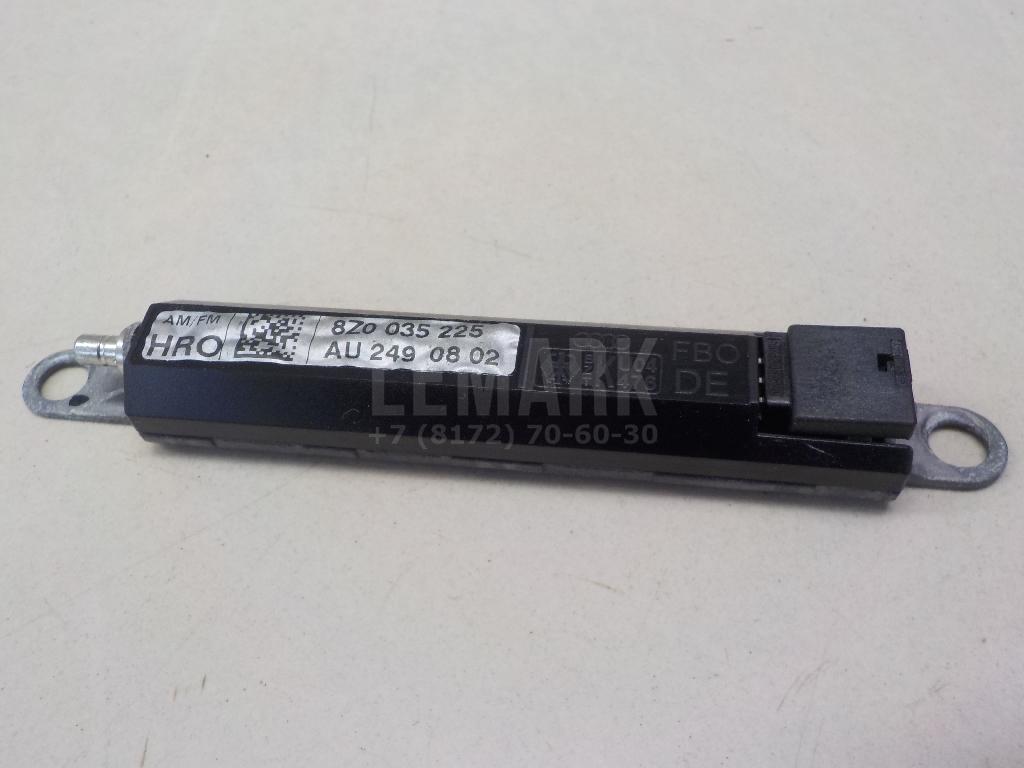 AM/FM
HRO
8Z0 035 225
AU 249 08 02
FBO
DE
LEMARK
+7 (8172) 70-60-30